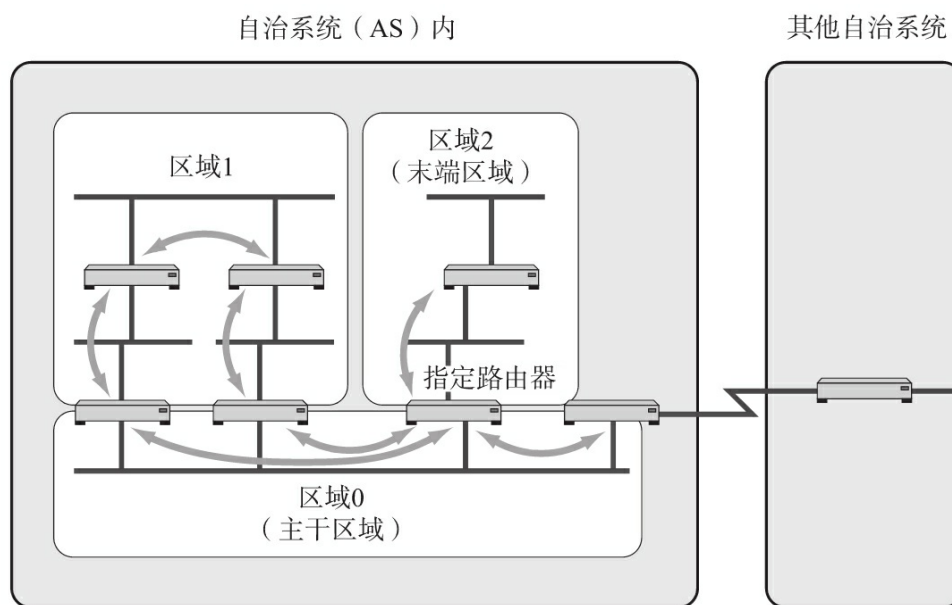 自治系统（AS）内
其他自治系统
区域1
区域2
（末端区域）
指定路由器
区域0
（主干区域）